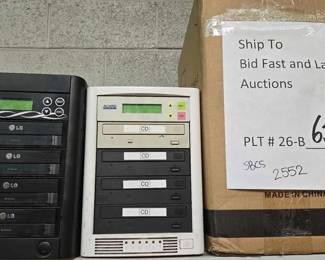 Ship To
Bid Fast and La
Auctions
PLT # 26-B
SBCS
2552
MADE IN CHIN
LG
LG
LG
LG
CD
CD
CD
CD